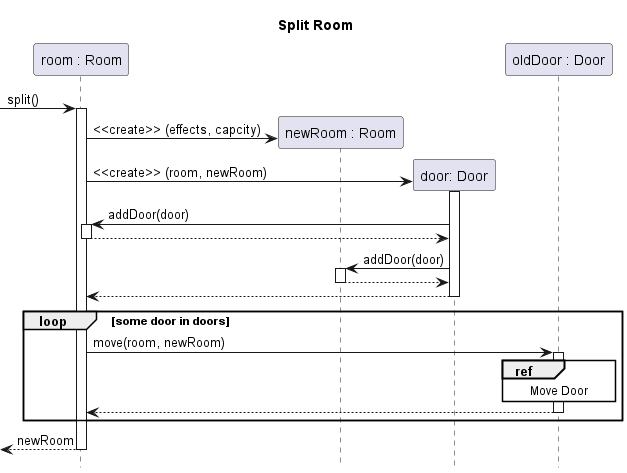 Split Room
room : Room
oldDoor : Door
split()
<<create>> (effects, capcity)
newRoom : Room
<<create>> (room, newRoom)
door: Door
addDoor(door)
addDoor(door)
loop [some door in doors]
move(room, newRoom)
ref
Move Door
newRoom